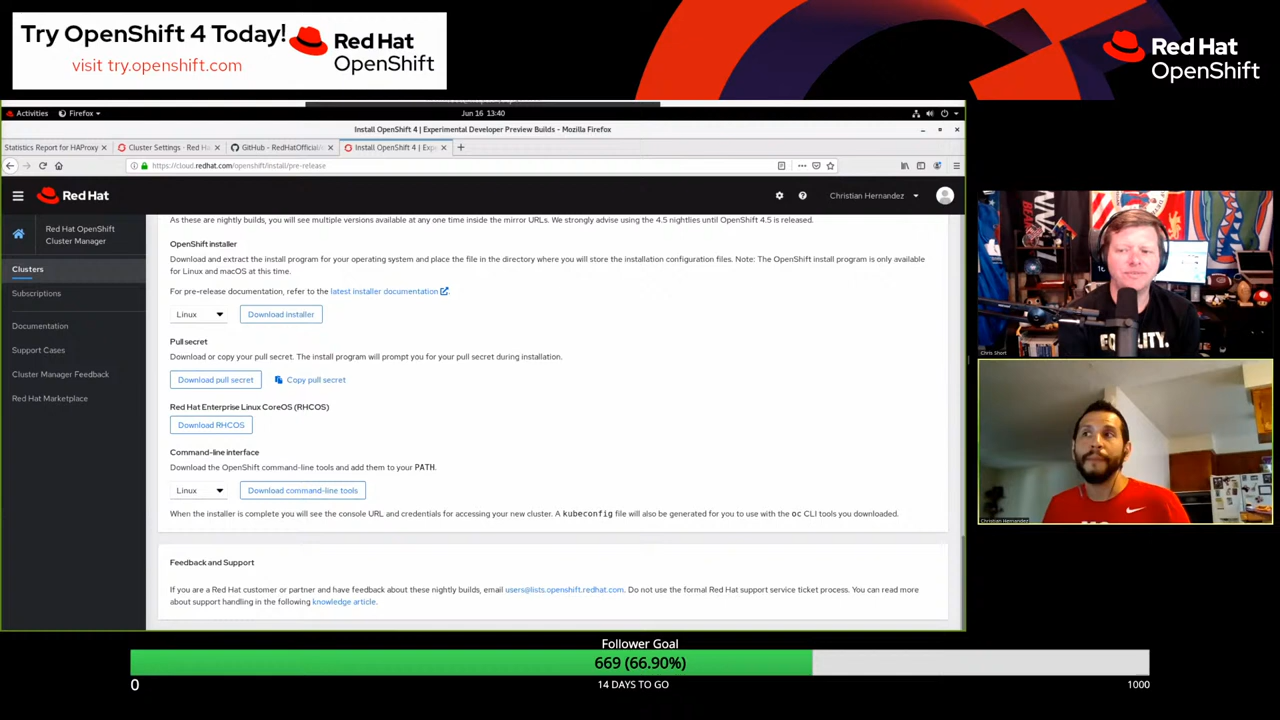 Try OpenShift 4 Today!
visit try.openshift.com
Red Hat
OpenShift
Red Hat
OpenShift
Activities
Firefox
Jun 16 13:40
Install OpenShift 4 | Experimental Developer Preview Builds - Mozilla Firefox
Statistics Report for HAProxy
Cluster Settings · Red Ha
GitHub - RedHatOfficial/
Install OpenShift 4 | Exp
https://cloud.redhat.com/openshift/install/pre-release
Red Hat
Christian Hernandez
Red Hat OpenShift
Cluster Manager
Clusters
Subscriptions
Documentation
Support Cases
Cluster Manager Feedback
Red Hat Marketplace
As these are nightly builds, you will see multiple versions available at any one time inside the mirror URLs. We strongly advise using the 4.5 nightlies until OpenShift 4.5 is released.
OpenShift installer
Download and extract the install program for your operating system and place the file in the directory where you will store the installation configuration files. Note: The OpenShift install program is only available
for Linux and macOS at this time.
For pre-release documentation, refer to the latest installer documentation.
Linux
Download installer
Pull secret
Download or copy your pull secret. The install program will prompt you for your pull secret during installation.
Download pull secret
Copy pull secret
Red Hat Enterprise Linux CoreOS (RHCOS)
Download RHCOS
Command-line interface
Download the OpenShift command-line tools and add them to your PATH.
Linux
Download command-line tools
When the installer is complete you will see the console URL and credentials for accessing your new cluster. A kubeconfig file will also be generated for you to use with the oc CLI tools you downloaded.
Feedback and Support
If you are a Red Hat customer or partner and have feedback about these nightly builds, email users@lists.openshift.redhat.com. Do not use the formal Red Hat support service ticket process. You can read more
about support handling in the following knowledge article.
Chris Short
Christian Hernandez
Follower Goal
669 (66.90%)
0
14 DAYS TO GO
1000